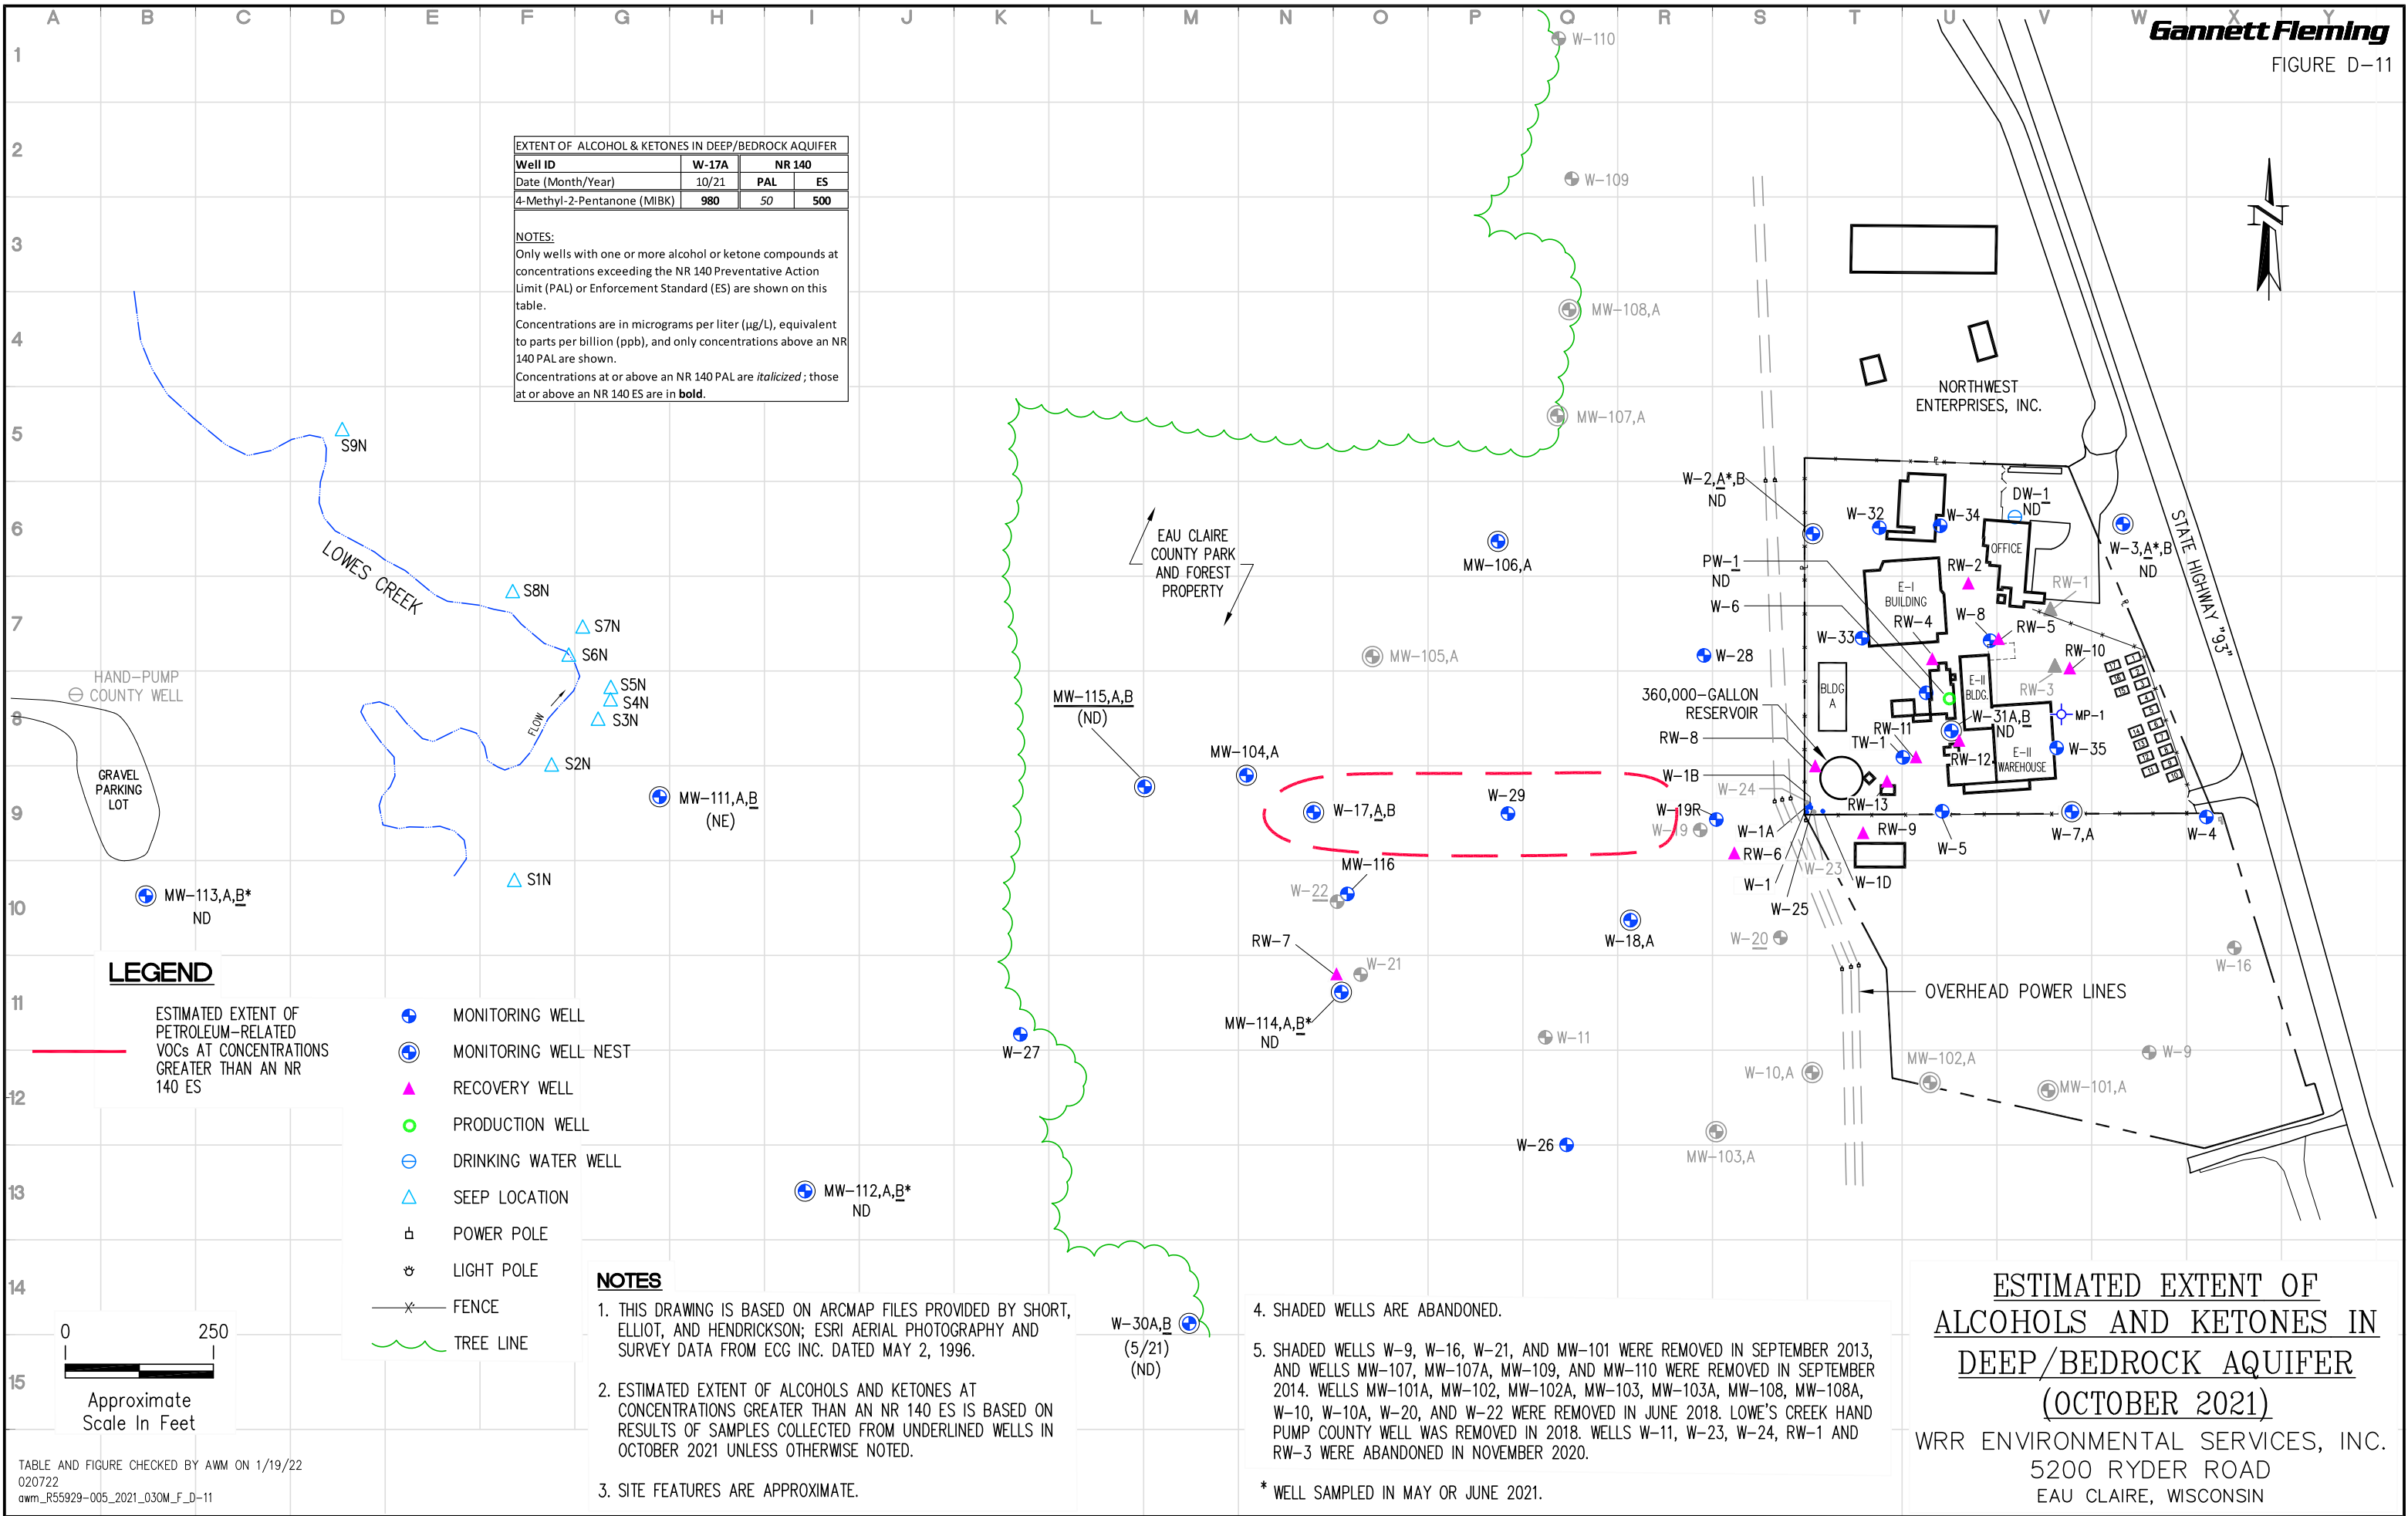 A B C D E F G H I J K L M N O P Q R S T U V W X Y
1
2
3
4
5
6
7
8
9
10
11
12
13
14
15
Gannett Fleming
FIGURE D-11
EXTENT OF ALCOHOL & KETONES IN DEEP/BEDROCK AQUIFER
Well ID W-17A NR 140
Date (Month/Year) 10/21 PAL ES
4-Methyl-2-Pentanone (MIBK) 980 50 500
NOTES:
Only wells with one or more alcohol or ketone compounds at
concentrations exceeding the NR 140 Preventative Action
Limit (PAL) or Enforcement Standard (ES) are shown on this
table.
Concentrations are in micrograms per liter (µg/L), equivalent
to parts per billion (ppb), and only concentrations above an NR
140 PAL are shown.
Concentrations at or above an NR 140 PAL are italicized ; those
at or above an NR 140 ES are in bold.
W-110
W-109
MW-108,A
MW-107,A
NORTHWEST
ENTERPRISES, INC.
STATE HIGHWAY "93"
S9N
LOWES CREEK
S8N
S7N
S6N
S5N
S4N
S3N
FLOW
S2N
S1N
HAND-PUMP
COUNTY WELL
GRAVEL
PARKING
LOT
MW-113,A,B*
ND
MW-111,A,B
(NE)
EAU CLAIRE
COUNTY PARK
AND FOREST
PROPERTY
MW-106,A
MW-105,A
MW-115,A,B
(ND)
MW-104,A
W-17,A,B
W-29
MW-116
W-22
RW-7
W-21
MW-114,A,B*
ND
W-27
MW-112,A,B*
ND
W-30A,B
(5/21)
(ND)
W-11
W-26
W-18,A
W-20
MW-103,A
W-10,A
MW-102,A
MW-101,A
W-9
W-16
OVERHEAD POWER LINES
W-2,A*,B
ND
W-32
W-34
DW-1
ND
OFFICE
W-3,A*,B
ND
PW-1
ND
W-6
E-I
BUILDING
RW-2
RW-1
RW-4
W-8
RW-5
W-33
RW-10
RW-3
W-28
360,000-GALLON
RESERVOIR
BLDG
A
E-II
BLDG.
MP-1
W-31A,B
ND
RW-11
TW-1
RW-12
E-II
WAREHOUSE
W-35
RW-8
W-1B
W-24
RW-13
W-19R
W-19
W-1A
RW-9
W-5
W-7,A
W-4
RW-6
W-23
W-1
W-1D
W-25
LEGEND
ESTIMATED EXTENT OF
PETROLEUM-RELATED
VOCs AT CONCENTRATIONS
GREATER THAN AN NR
140 ES
MONITORING WELL
MONITORING WELL NEST
RECOVERY WELL
PRODUCTION WELL
DRINKING WATER WELL
SEEP LOCATION
POWER POLE
LIGHT POLE
FENCE
TREE LINE
0 250
Approximate
Scale In Feet
TABLE AND FIGURE CHECKED BY AWM ON 1/19/22
020722
awm_R55929-005_2021_030M_F_D-11
NOTES
1. THIS DRAWING IS BASED ON ARCMAP FILES PROVIDED BY SHORT,
ELLIOT, AND HENDRICKSON; ESRI AERIAL PHOTOGRAPHY AND
SURVEY DATA FROM ECG INC. DATED MAY 2, 1996.
2. ESTIMATED EXTENT OF ALCOHOLS AND KETONES AT
CONCENTRATIONS GREATER THAN AN NR 140 ES IS BASED ON
RESULTS OF SAMPLES COLLECTED FROM UNDERLINED WELLS IN
OCTOBER 2021 UNLESS OTHERWISE NOTED.
3. SITE FEATURES ARE APPROXIMATE.
4. SHADED WELLS ARE ABANDONED.
5. SHADED WELLS W-9, W-16, W-21, AND MW-101 WERE REMOVED IN SEPTEMBER 2013,
AND WELLS MW-107, MW-107A, MW-109, AND MW-110 WERE REMOVED IN SEPTEMBER
2014. WELLS MW-101A, MW-102, MW-102A, MW-103, MW-103A, MW-108, MW-108A,
W-10, W-10A, W-20, AND W-22 WERE REMOVED IN JUNE 2018. LOWE'S CREEK HAND
PUMP COUNTY WELL WAS REMOVED IN 2018. WELLS W-11, W-23, W-24, RW-1 AND
RW-3 WERE ABANDONED IN NOVEMBER 2020.
* WELL SAMPLED IN MAY OR JUNE 2021.
ESTIMATED EXTENT OF
ALCOHOLS AND KETONES IN
DEEP/BEDROCK AQUIFER
(OCTOBER 2021)
WRR ENVIRONMENTAL SERVICES, INC.
5200 RYDER ROAD
EAU CLAIRE, WISCONSIN